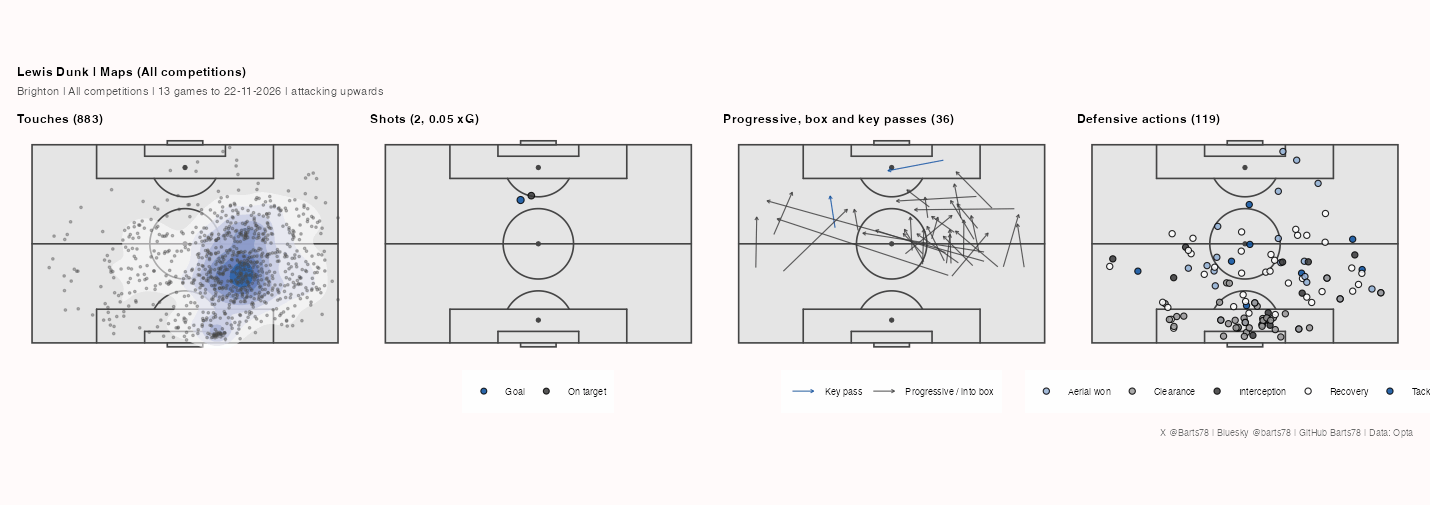 Lewis Dunk | Maps (All competitions)
Brighton | All competitions | 13 games to 22-11-2026 | attacking upwards
Touches (883)
Shots (2, 0.05 xG)
Progressive, box and key passes (36)
Defensive actions (119)
Goal
On target
Key pass
Progressive / into box
Aerial won
Clearance
Interception
Recovery
Tack
X @Barts78 | Bluesky @barts78 | GitHub Barts78 | Data: Opta